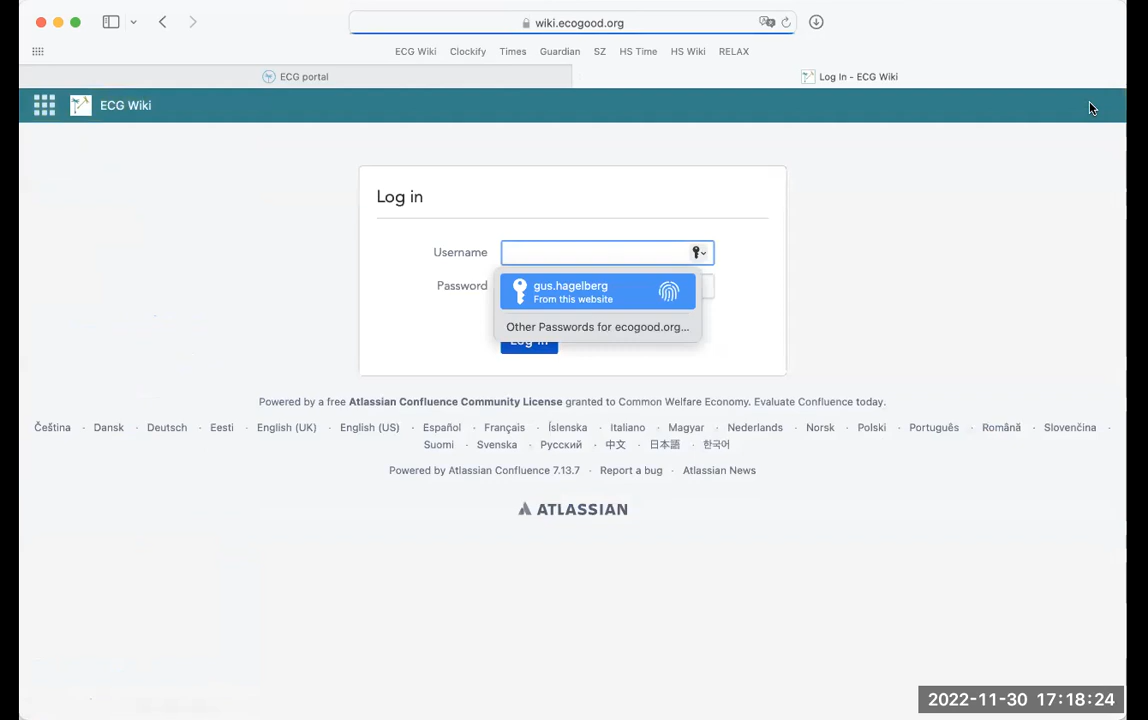 wiki.ecogood.org
ECG Wiki Clockify Times Guardian SZ HS Time HS Wiki RELAX
ECG portal Log In - ECG Wiki
ECG Wiki
Log in
Username
gus.hagelberg
Password
From this website
Other Passwords for ecogood.org...
Log in
Powered by a free Atlassian Confluence Community License granted to Common Welfare Economy. Evaluate Confluence today.
Čeština · Dansk · Deutsch · Eesti · English (UK) · English (US) · Español · Français · Íslenska · Italiano · Magyar · Nederlands · Norsk · Polski · Português · Română · Slovenčina ·
Suomi · Svenska · Русский · 中文 · 日本語 · 한국어
Powered by Atlassian Confluence 7.13.7 · Report a bug · Atlassian News
ATLASSIAN
2022-11-30 17:18:24